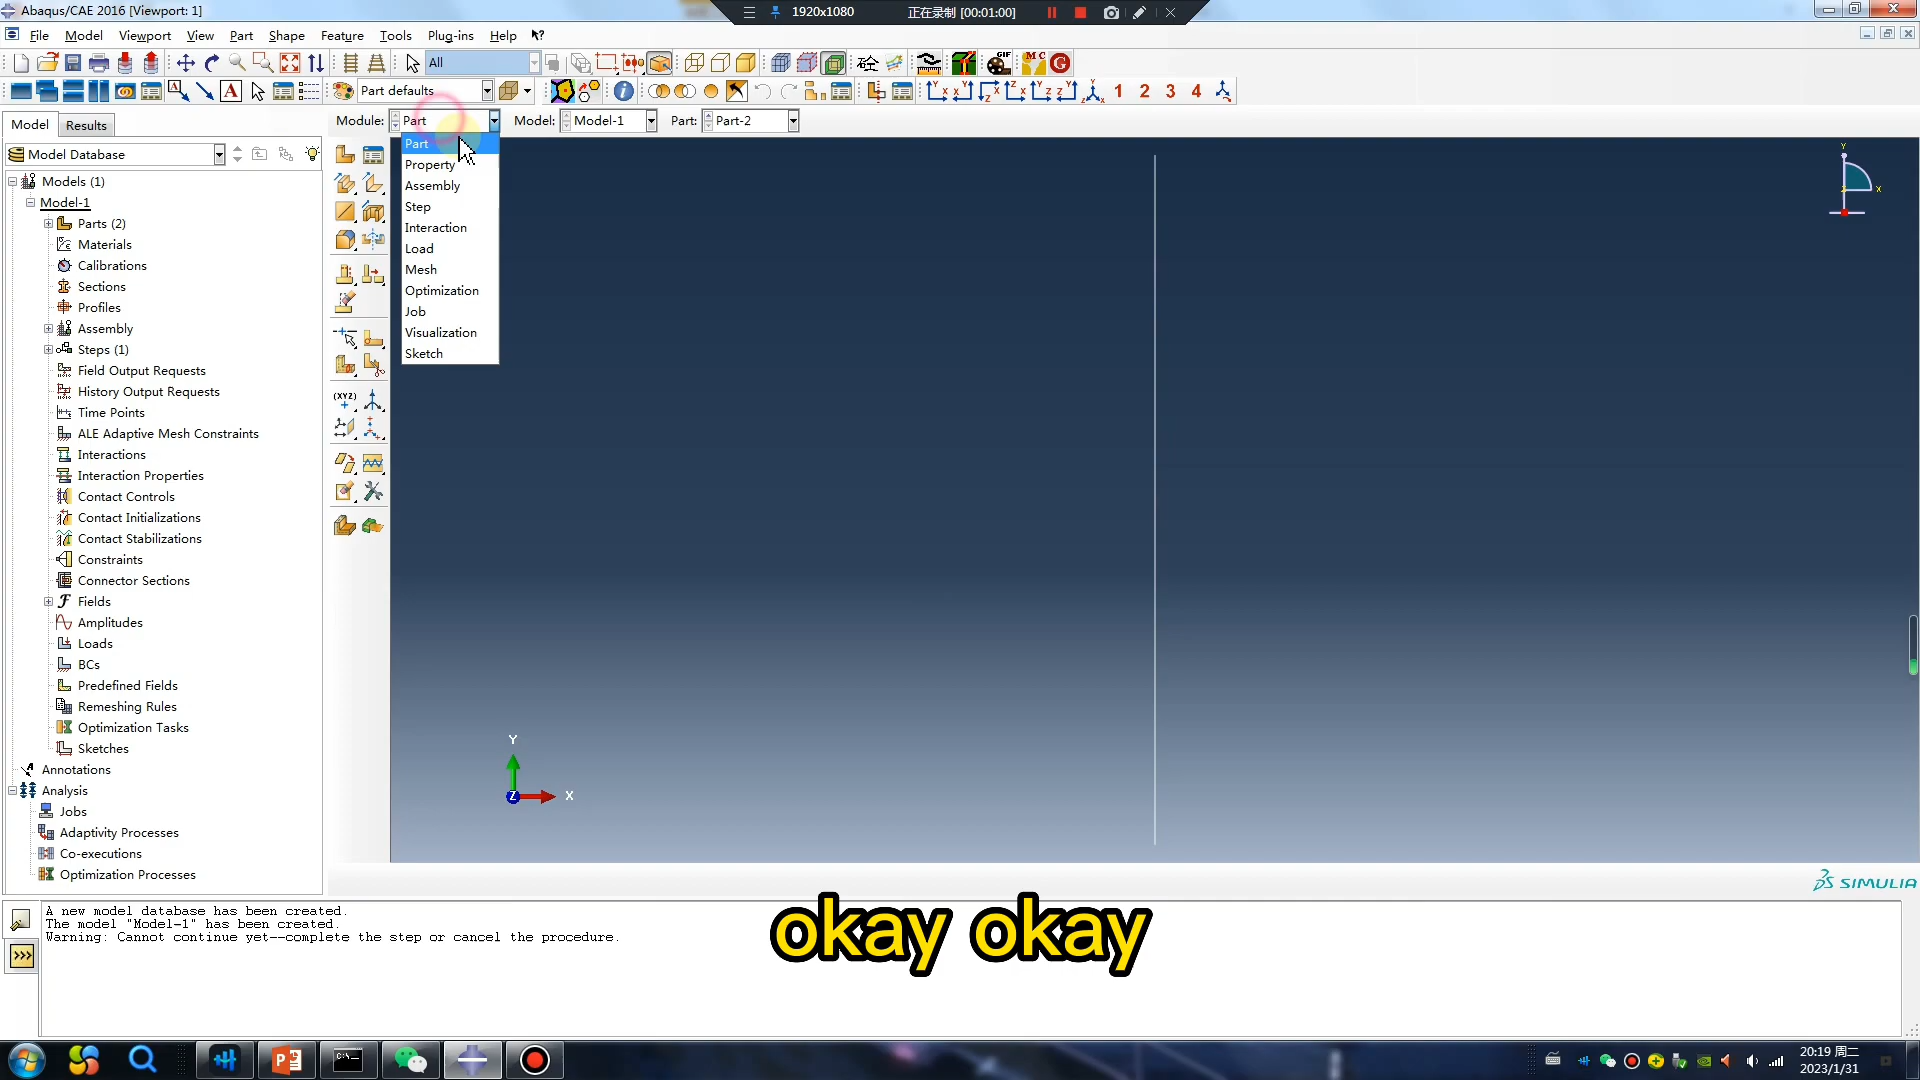 Abaqus/CAE 2016 [Viewport: 1]
1920x1080
正在录制 [00:01:00]
File Model Viewport View Part Shape Feature Tools Plug-ins Help
All
Part defaults
1 2 3 4
Model Results
Module: Part Model: Model-1 Part: Part-2
Model Database
Part
Property
Assembly
Step
Interaction
Load
Mesh
Optimization
Job
Visualization
Sketch
Models (1)
Model-1
Parts (2)
Materials
Calibrations
Sections
Profiles
Assembly
Steps (1)
Field Output Requests
History Output Requests
Time Points
ALE Adaptive Mesh Constraints
Interactions
Interaction Properties
Contact Controls
Contact Initializations
Contact Stabilizations
Constraints
Connector Sections
Fields
Amplitudes
Loads
BCs
Predefined Fields
Remeshing Rules
Optimization Tasks
Sketches
Annotations
Analysis
Jobs
Adaptivity Processes
Co-executions
Optimization Processes
Y
X
Y
Z
X
SIMULIA
A new model database has been created.
The model "Model-1" has been created.
Warning: Cannot continue yet--complete the step or cancel the procedure.
okay okay
20:19 周二
2023/1/31